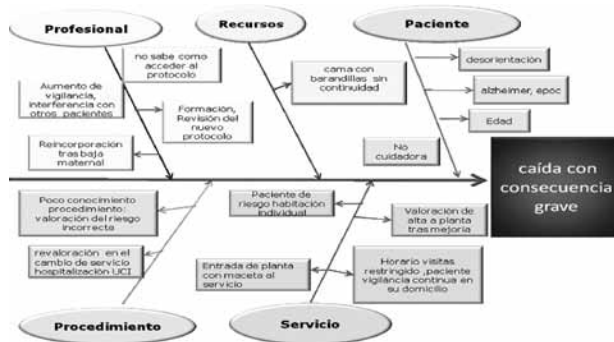 Profesional
Recursos
Paciente
no sabe como
acceder al
protocolo
Aumento de
vigilancia,
interferencia con
otros pacientes
Formación,
Revisión del
nuevo
protocolo
Reincorporación
tras baja
maternal
cama con
barandillas sin
continuidad
desorientación
alzheimer, epoc
Edad
No
cuidadora
caída con
consecuencia
grave
Poco conocimiento
procedimiento:
valoración del riesgo
incorrecta
revaloración en el
cambio de servicio
hospitalización UCI
Paciente de
riesgo habitación
individual
Valoración de
alta a planta
tras mejoría
Entrada de planta
con maceta al
servicio
Horario visitas
restringido ,paciente
vigilancia continua en
su domicilio
Procedimiento
Servicio